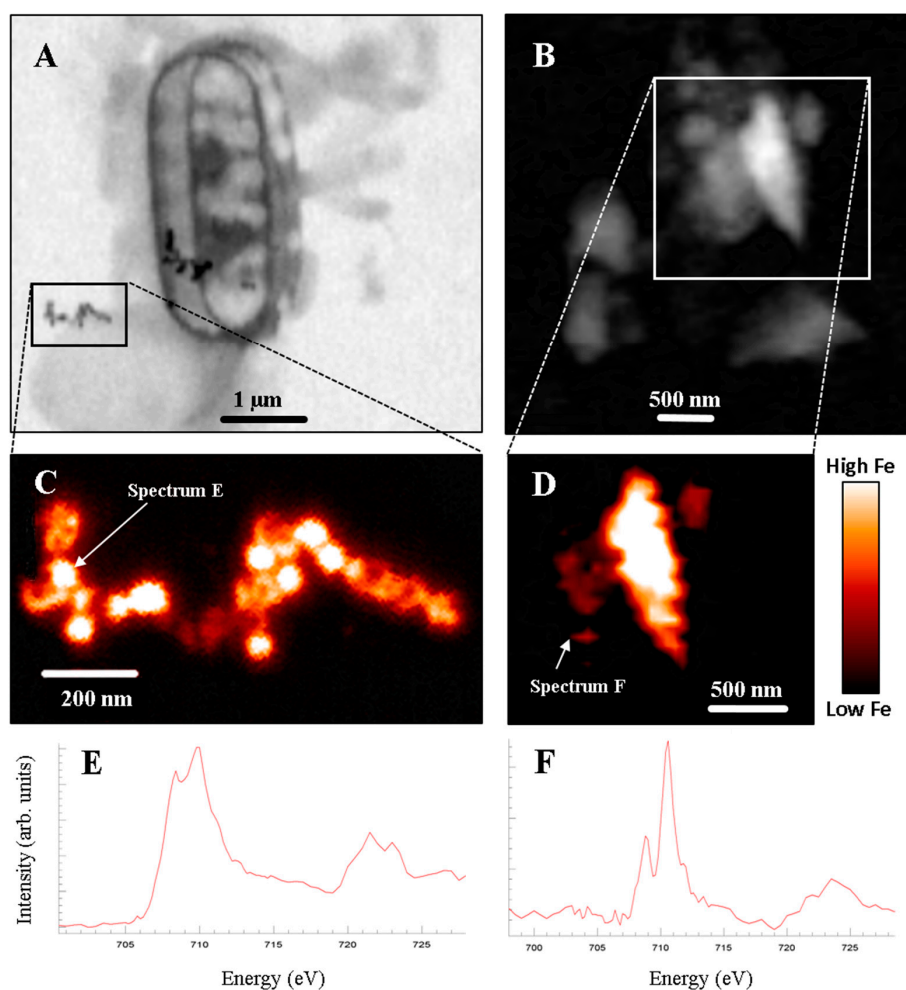 A
B
1 μm
500 nm
C
Spectrum E
200 nm
D
Spectrum F
500 nm
High Fe
Low Fe
E
F
Intensity (arb. units)
705 710 715 720 725
700 705 710 715 720 725
Energy (eV)
Energy (eV)